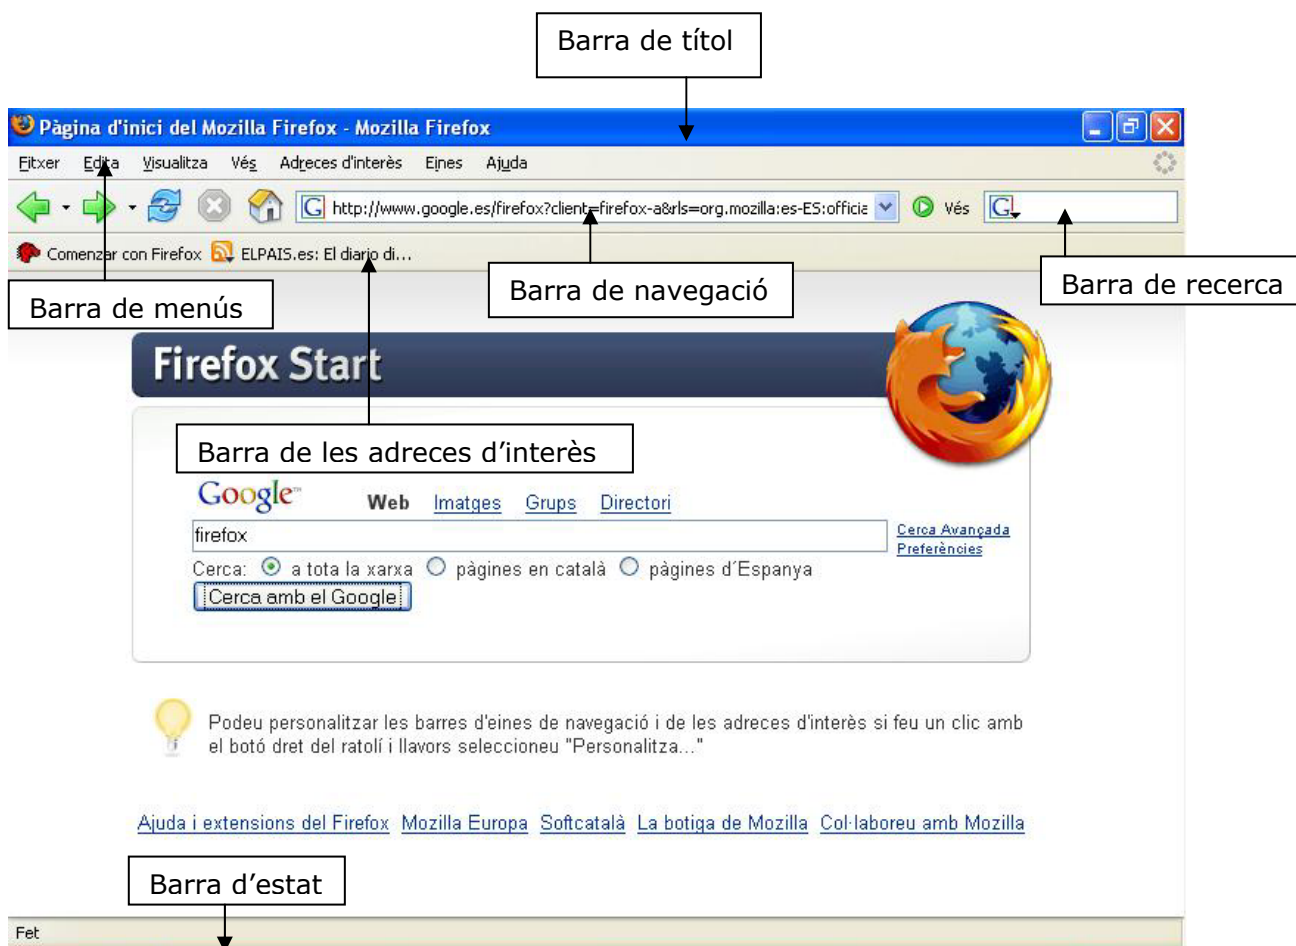 Barra de títol
Pàgina d'inici del Mozilla Firefox - Mozilla Firefox
Fitxer Edita Visualitza Vés Adreces d'interès Eines Ajuda
G http://www.google.es/firefox?client=firefox-a&rls=org.mozilla:es-ES:officia Vés G
Comenzar con Firefox ELPAIS.es: El diario di...
Barra de menús
Barra de navegació
Barra de recerca
Firefox Start
Barra de les adreces d’interès
Google™ Web Imatges Grups Directori
firefox
Cerca Avançada
Preferències
Cerca: a tota la xarxa pàgines en català pàgines d´Espanya
Cerca amb el Google
Podeu personalitzar les barres d'eines de navegació i de les adreces d'interès si feu un clic amb
el botó dret del ratolí i llavors seleccioneu "Personalitza..."
Ajuda i extensions del Firefox Mozilla Europa Softcatalà La botiga de Mozilla Col·laboreu amb Mozilla
Barra d’estat
Fet